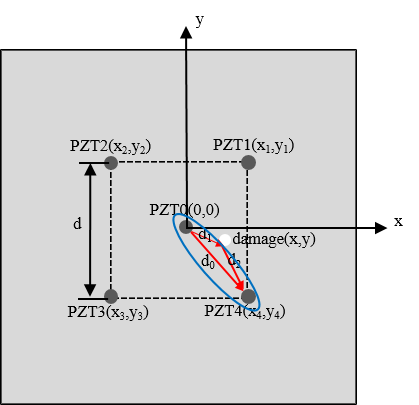 y
PZT2(x₂,y₂)
PZT1(x₁,y₁)
PZT0(0,0)
x
d
d₁
damage(x,y)
d₀
d₂
PZT3(x₃,y₃)
PZT4(x₄,y₄)